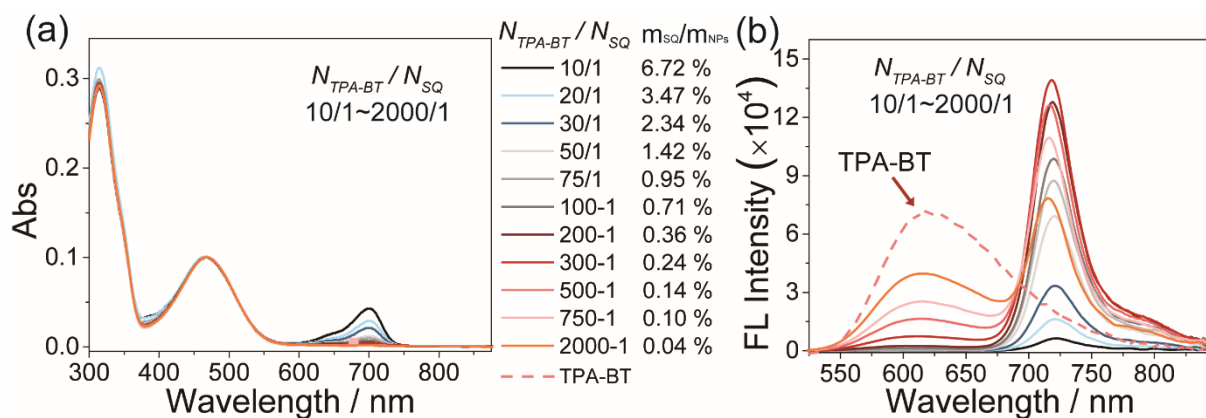 (a)
N_TPA-BT / N_SQ
10/1~2000/1
0.3
0.2
0.1
0.0
Abs
300 400 500 600 700 800
Wavelength / nm
N_TPA-BT / N_SQ m_SQ/m_NPs
10/1 6.72 %
20/1 3.47 %
30/1 2.34 %
50/1 1.42 %
75/1 0.95 %
100-1 0.71 %
200-1 0.36 %
300-1 0.24 %
500-1 0.14 %
750-1 0.10 %
2000-1 0.04 %
TPA-BT
(b)
N_TPA-BT / N_SQ
10/1~2000/1
TPA-BT
15
12
9
6
3
0
FL Intensity (×10⁴)
550 600 650 700 750 800
Wavelength / nm